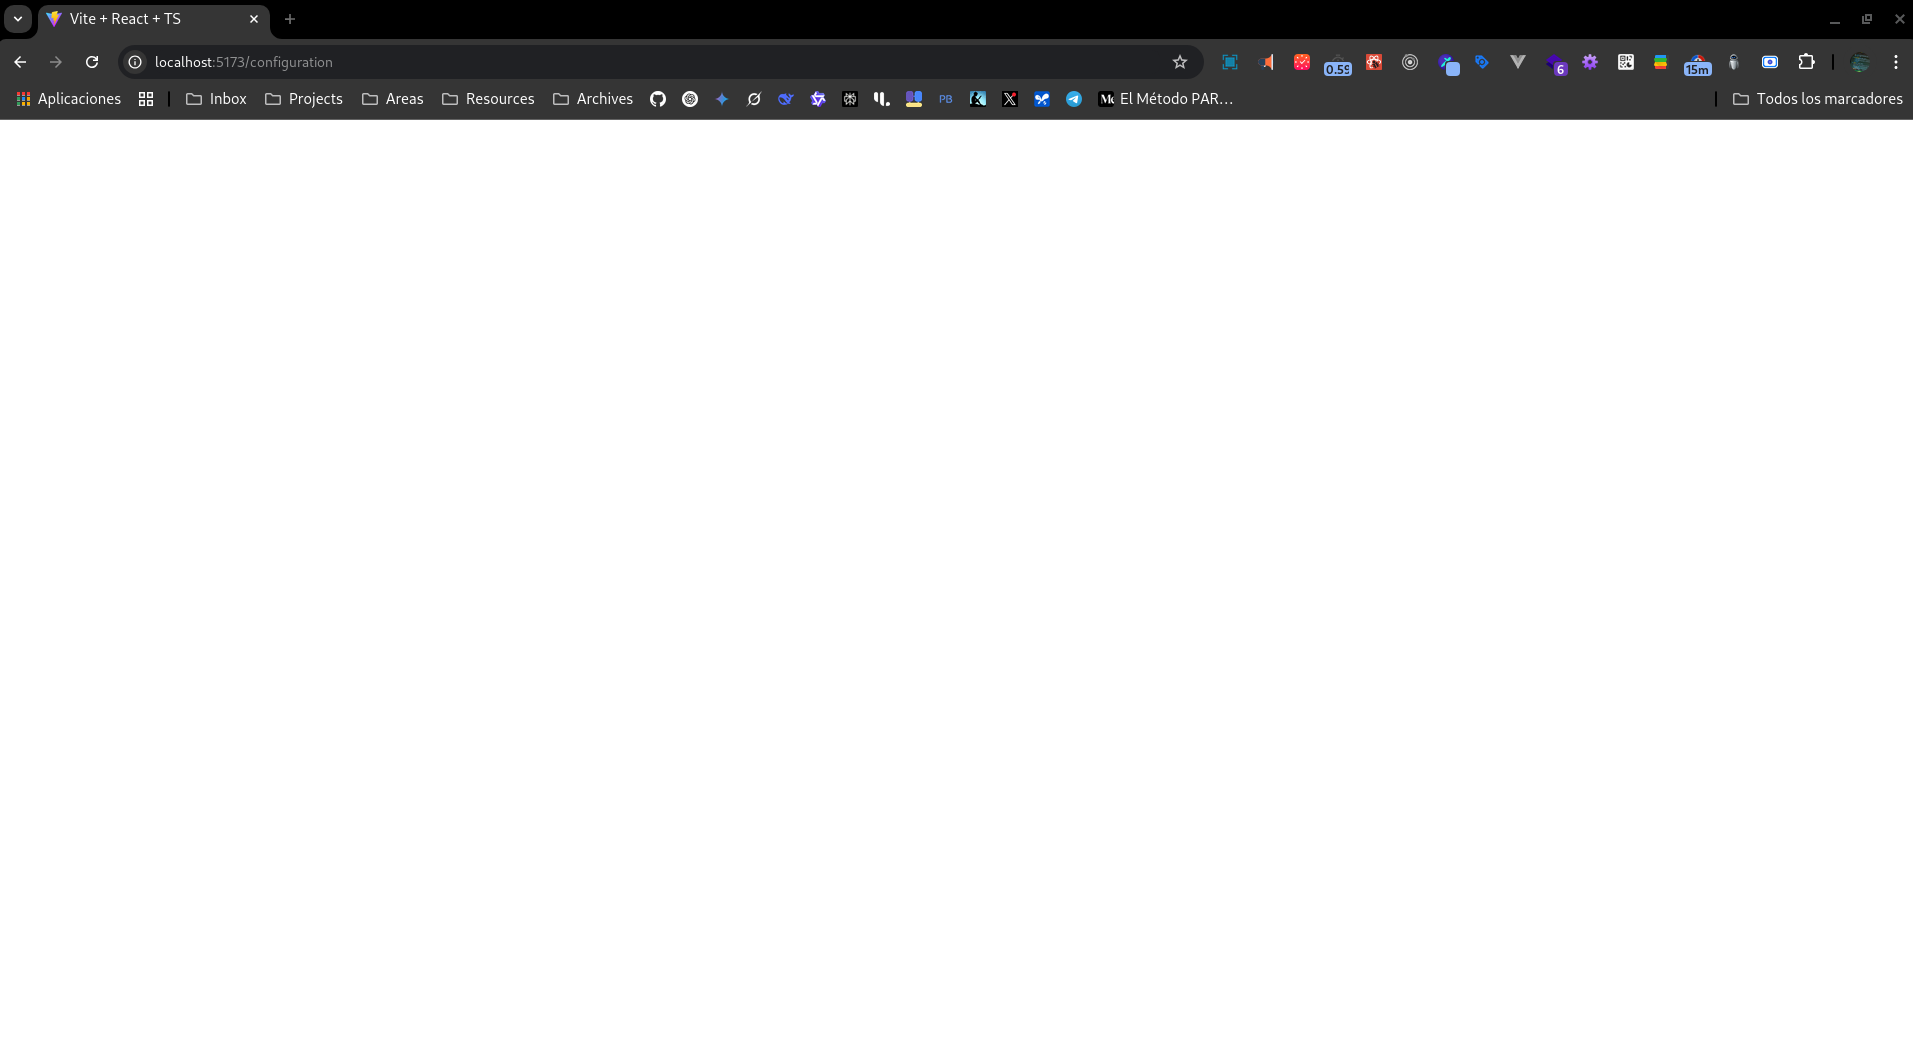 Vite + React + TS
localhost:5173/configuration
0.59
6
15m
Aplicaciones
Inbox
Projects
Areas
Resources
Archives
PB
El Método PAR...
Todos los marcadores